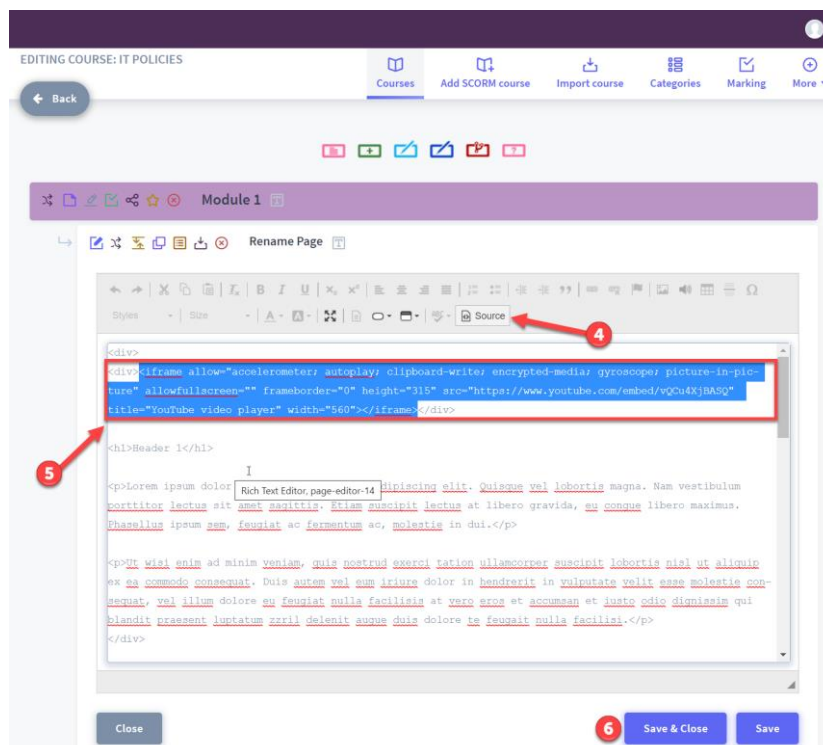 EDITING COURSE: IT POLICIES
Courses
Add SCORM course
Import course
Categories
Marking
More
Back
Module 1
Rename Page
Styles
Size
Source
4
<div>
<div><iframe allow="accelerometer; autoplay; clipboard-write; encrypted-media; gyroscope; picture-in-pic-
ture" allowfullscreen="" frameborder="0" height="315" src="https://www.youtube.com/embed/vQCu4XjBASQ"
title="YouTube video player" width="560"></iframe></div>
5
<h1>Header 1</h1>
<p>Lorem ipsum dolor dipiscing elit. Quisque vel lobortis magna. Nam vestibulum
Rich Text Editor, page-editor-14
porttitor lectus sit amet sagittis. Etiam suscipit lectus at libero gravida, eu congue libero maximus.
Phasellus ipsum sem, feugiat ac fermentum ac, molestie in dui.</p>
<p>Ut wisi enim ad minim veniam, quis nostrud exerci tation ullamcorper suscipit lobortis nisl ut aliquip
ex ea commodo consequat. Duis autem vel eum iriure dolor in hendrerit in vulputate velit esse molestie con-
sequat, vel illum dolore eu feugiat nulla facilisis at vero eros et accumsan et iusto odio dignissim qui
blandit praesent luptatum zzril delenit augue duis dolore te feugait nulla facilisi.</p>
</div>
Close
6
Save & Close
Save